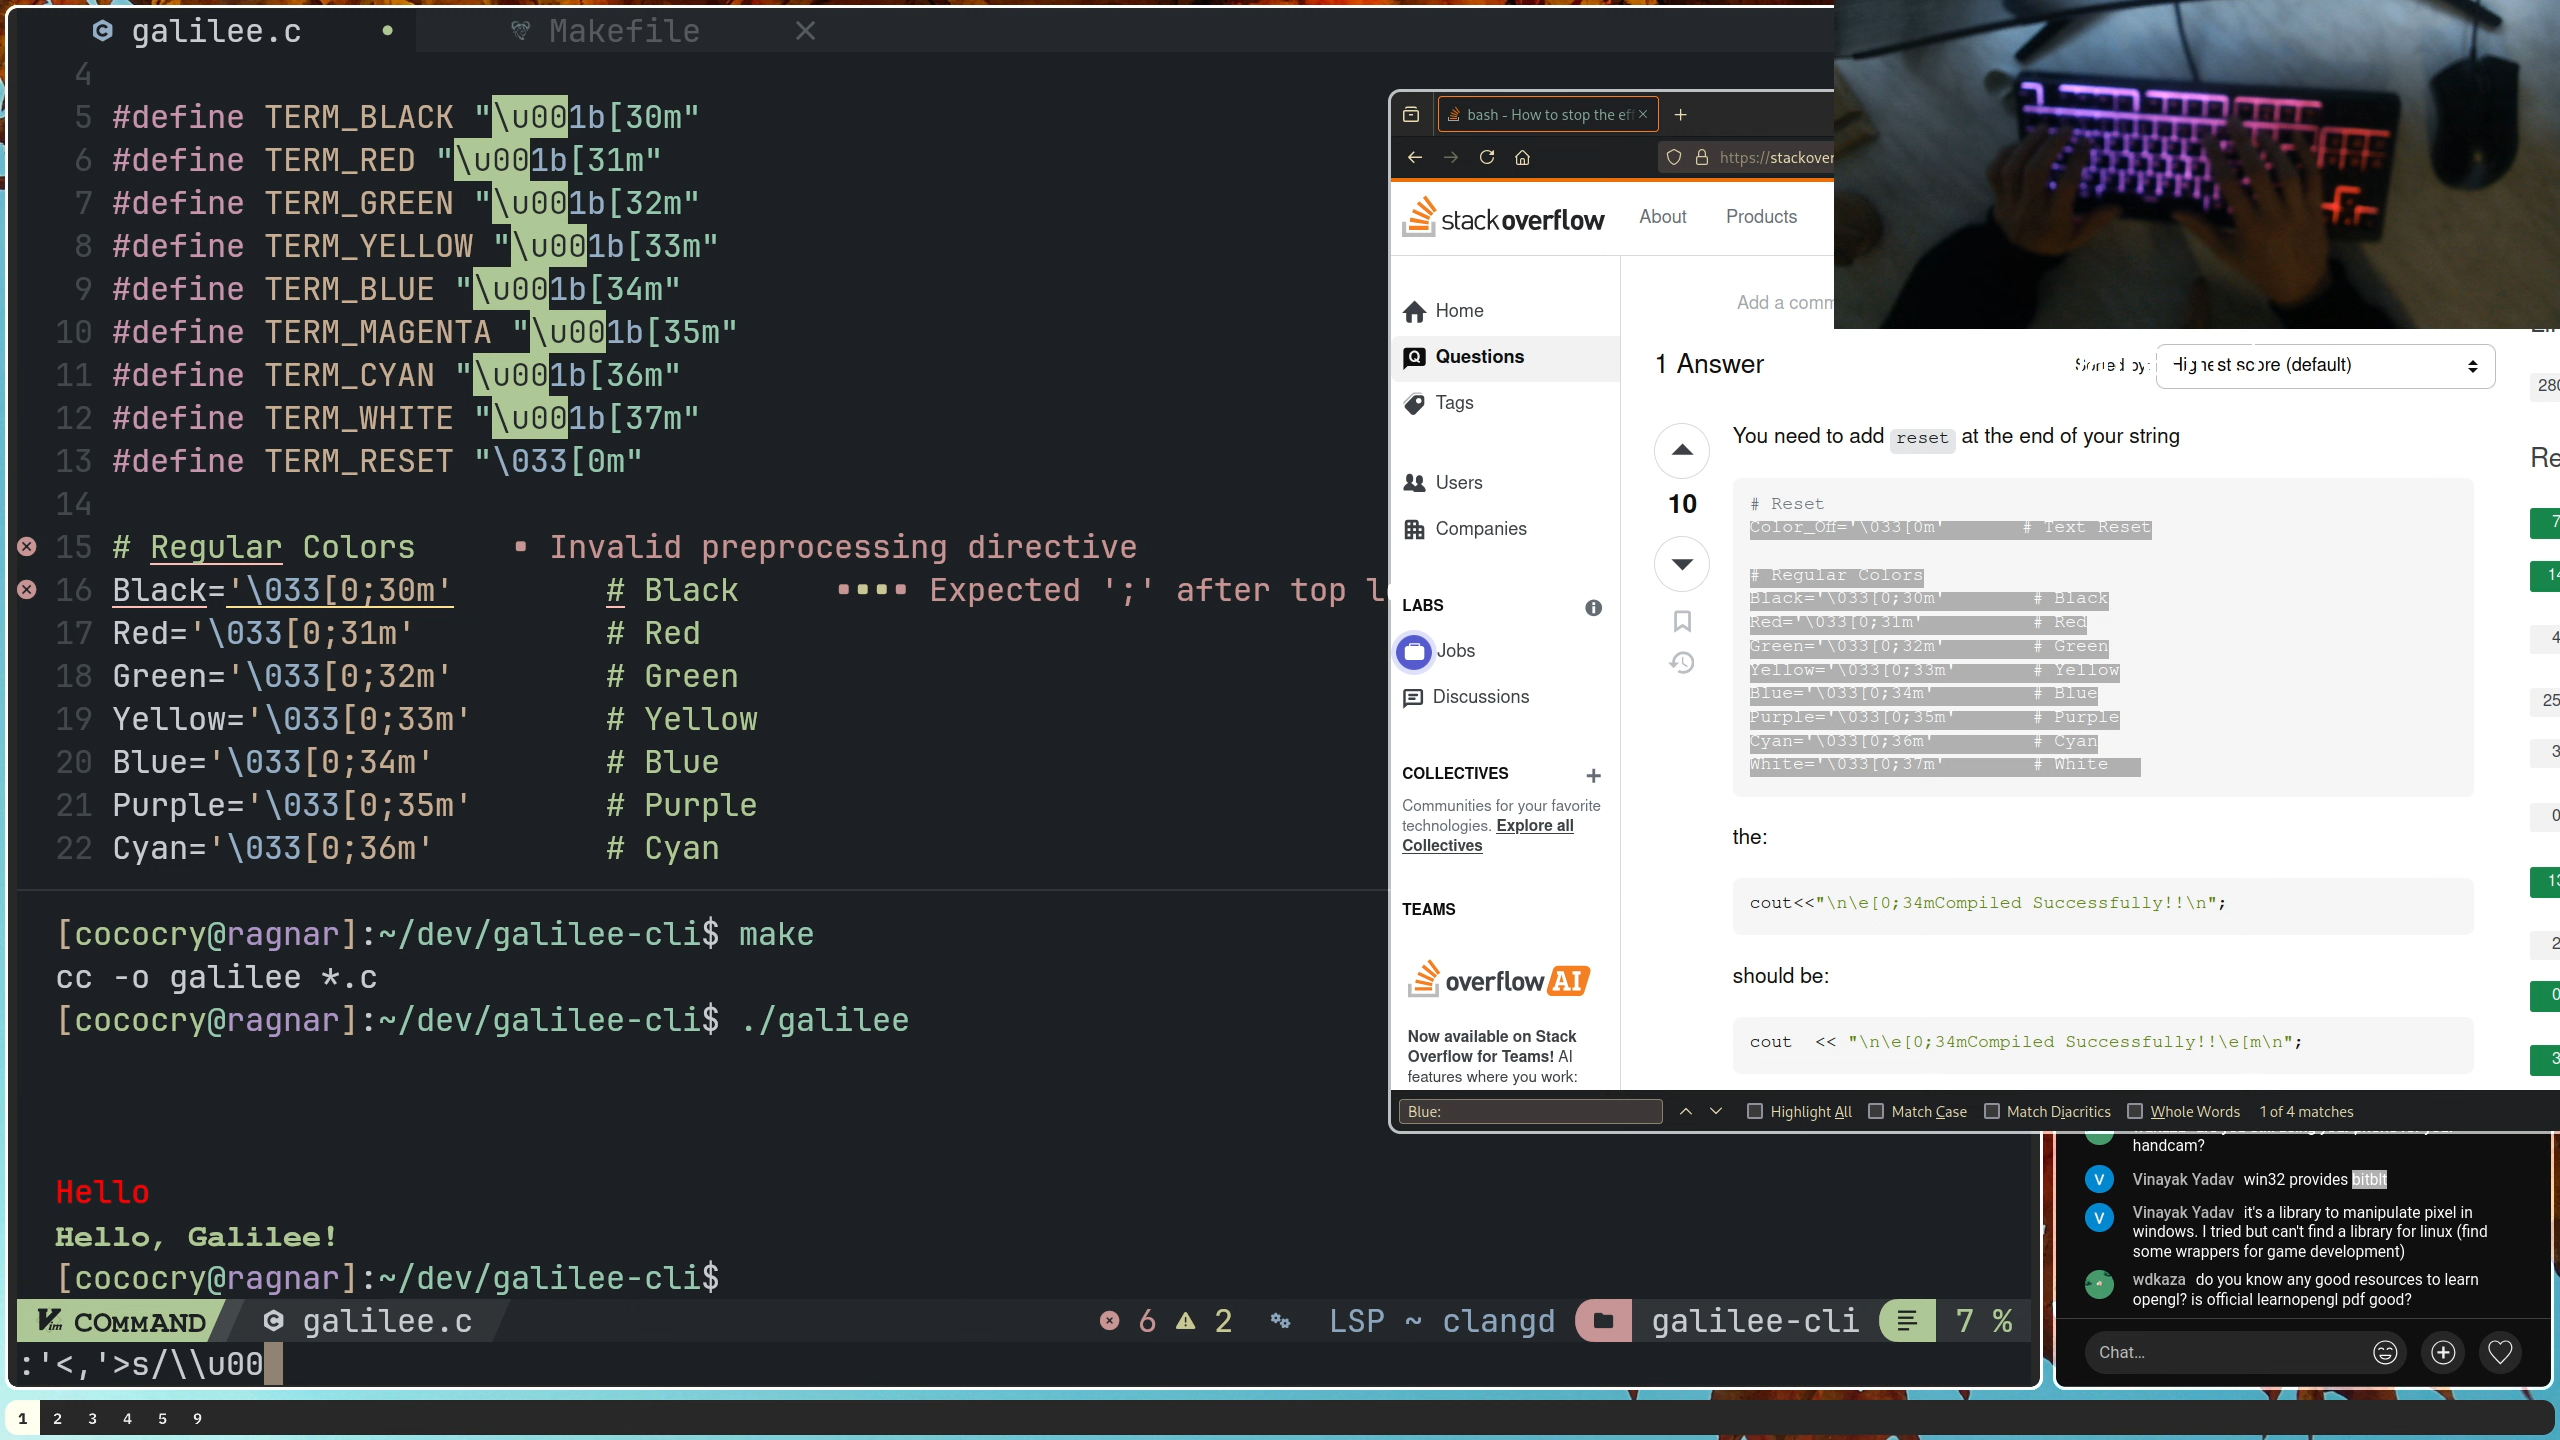 galilee.c
Makefile
4
5 #define TERM_BLACK "\u001b[30m"
6 #define TERM_RED "\u001b[31m"
7 #define TERM_GREEN "\u001b[32m"
8 #define TERM_YELLOW "\u001b[33m"
9 #define TERM_BLUE "\u001b[34m"
10 #define TERM_MAGENTA "\u001b[35m"
11 #define TERM_CYAN "\u001b[36m"
12 #define TERM_WHITE "\u001b[37m"
13 #define TERM_RESET "\033[0m"
14
15 # Regular Colors ▪ Invalid preprocessing directive
16 Black='\033[0;30m' # Black ▪▪▪▪ Expected ';' after top l
17 Red='\033[0;31m' # Red
18 Green='\033[0;32m' # Green
19 Yellow='\033[0;33m' # Yellow
20 Blue='\033[0;34m' # Blue
21 Purple='\033[0;35m' # Purple
22 Cyan='\033[0;36m' # Cyan
[cococry@ragnar]:~/dev/galilee-cli$ make
cc -o galilee *.c
[cococry@ragnar]:~/dev/galilee-cli$ ./galilee
Hello
Hello, Galilee!
[cococry@ragnar]:~/dev/galilee-cli$
COMMAND galilee.c 6 2 LSP ~ clangd galilee-cli 7 %
:'<,'>s/\\u00
1 2 3 4 5 9
bash - How to stop the ef
https://stackover
stackoverflow About Products
Home
Questions
Tags
Users
Companies
LABS
Jobs
Discussions
COLLECTIVES
Communities for your favorite
technologies. Explore all
Collectives
TEAMS
overflow AI
Now available on Stack
Overflow for Teams! AI
features where you work:
Add a comm
1 Answer
Sorted by: Highest score (default)
10
You need to add reset at the end of your string
# Reset
Color_Off='\033[0m' # Text Reset
# Regular Colors
Black='\033[0;30m' # Black
Red='\033[0;31m' # Red
Green='\033[0;32m' # Green
Yellow='\033[0;33m' # Yellow
Blue='\033[0;34m' # Blue
Purple='\033[0;35m' # Purple
Cyan='\033[0;36m' # Cyan
White='\033[0;37m' # White
the:
cout<<"\n\e[0;34mCompiled Successfully!!\n";
should be:
cout << "\n\e[0;34mCompiled Successfully!!\e[m\n";
280
Re
7
14
4
25
3
0
13
2
0
3
Blue: Highlight All Match Case Match Diacritics Whole Words 1 of 4 matches
handcam?
Vinayak Yadav win32 provides bitblt
Vinayak Yadav it's a library to manipulate pixel in
windows. I tried but can't find a library for linux (find
some wrappers for game development)
wdkaza do you know any good resources to learn
opengl? is official learnopengl pdf good?
Chat...